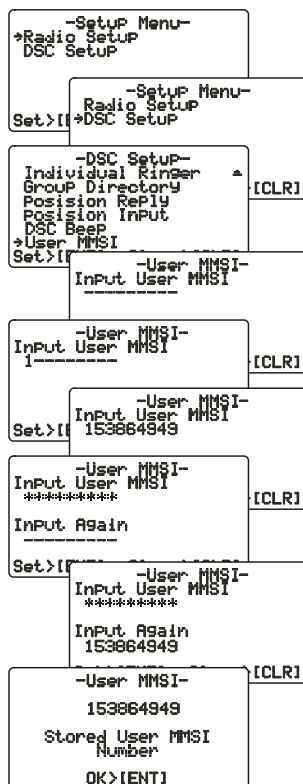 -Setup Menu-
➔Radio Setup
DSC Setup
Set>[E
-Setup Menu-
Radio Setup
➔DSC Setup
-DSC Setup-
Individual Ringer
Group Directory
Posision Reply
Posision Input
DSC Beep
➔User MMSI
Set>[E
[CLR]
-User MMSI-
Input User MMSI
---------
-User MMSI-
Input User MMSI
1--------
Set>[E
[CLR]
-User MMSI-
Input User MMSI
153864949
-User MMSI-
Input User MMSI
*********
Input Again
---------
Set>[E
[CLR]
-User MMSI-
Input User MMSI
*********
Input Again
153864949
[CLR]
-User MMSI-
153864949
Stored User MMSI
Number
OK>[ENT]